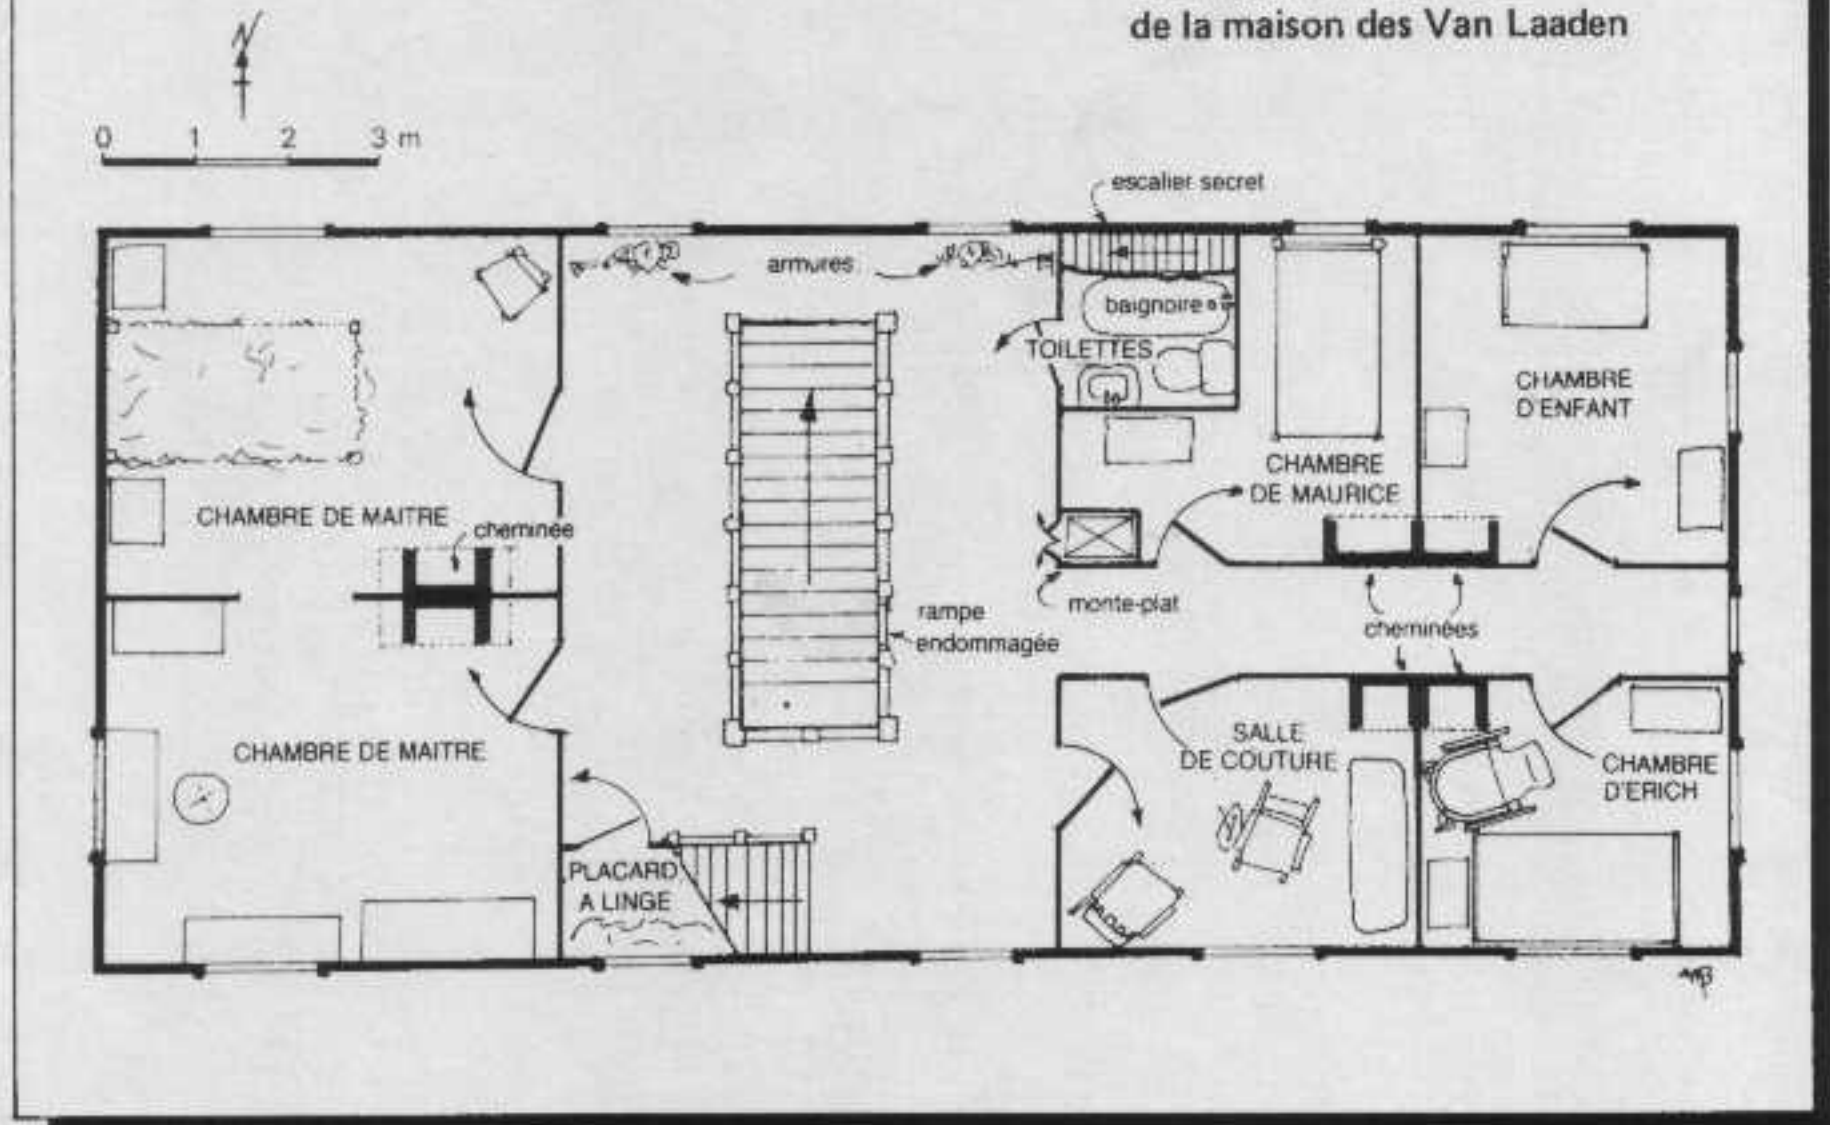 de la maison des Van Laaden
N
0 1 2 3 m
escalier secret
armures
baignoire
TOILETTES
CHAMBRE
D'ENFANT
CHAMBRE
DE MAURICE
CHAMBRE DE MAITRE
cheminée
monte-plat
rampe
endommagée
cheminées
CHAMBRE DE MAITRE
SALLE
DE COUTURE
CHAMBRE
D'ERICH
PLACARD
A LINGE